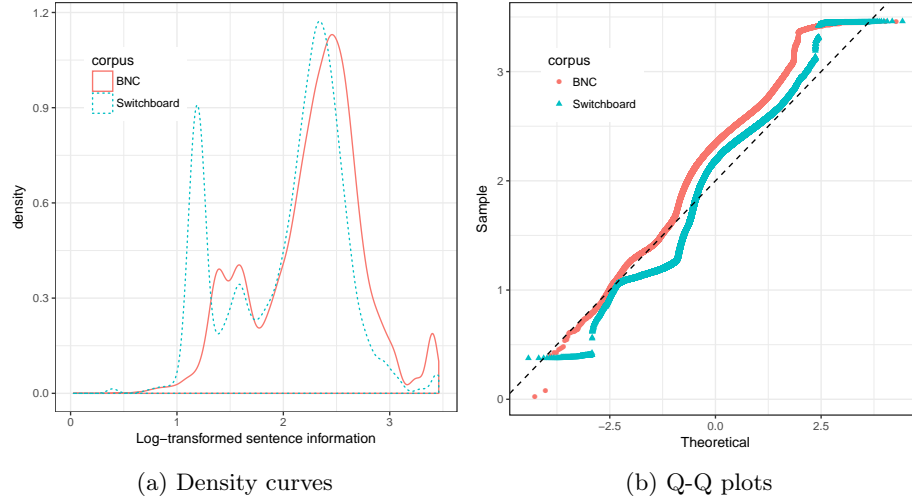 1.2
0.9
0.6
0.3
0.0
density
corpus
BNC
Switchboard
0
1
2
3
Log−transformed sentence information
(a) Density curves
3
2
1
0
Sample
corpus
BNC
Switchboard
−2.5
0.0
2.5
Theoretical
(b) Q-Q plots